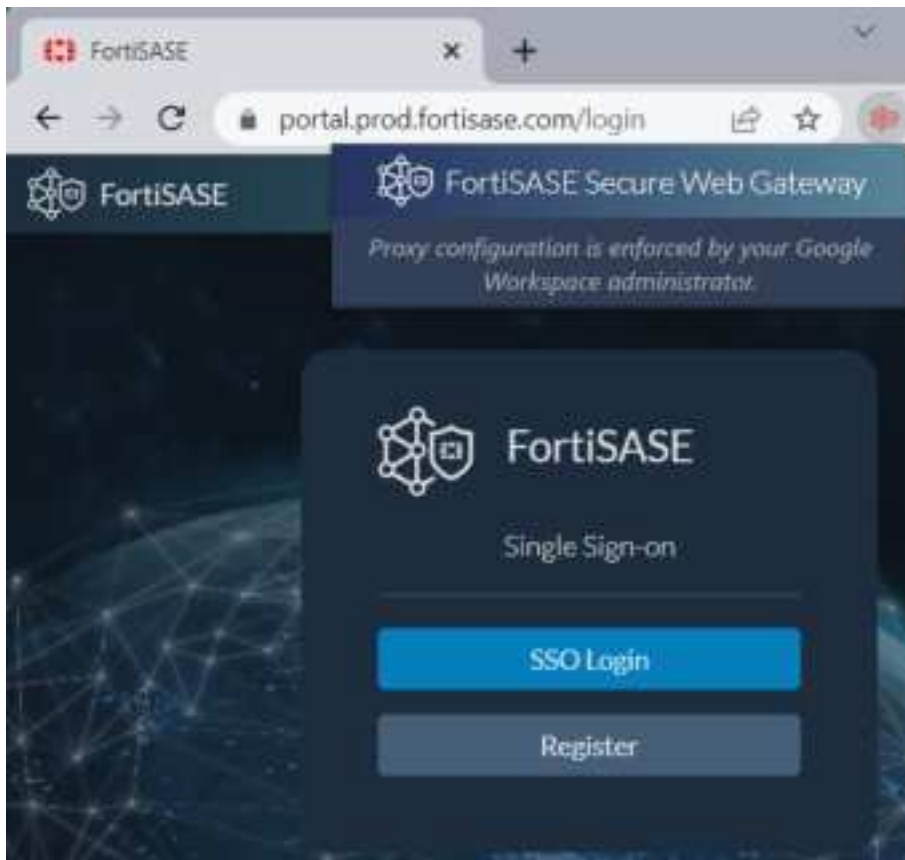 FortiSASE
portal.prod.fortisase.com/login
FortiSASE
FortiSASE Secure Web Gateway
Proxy configuration is enforced by your Google
Workspace administrator.
FortiSASE
Single Sign-on
SSO Login
Register